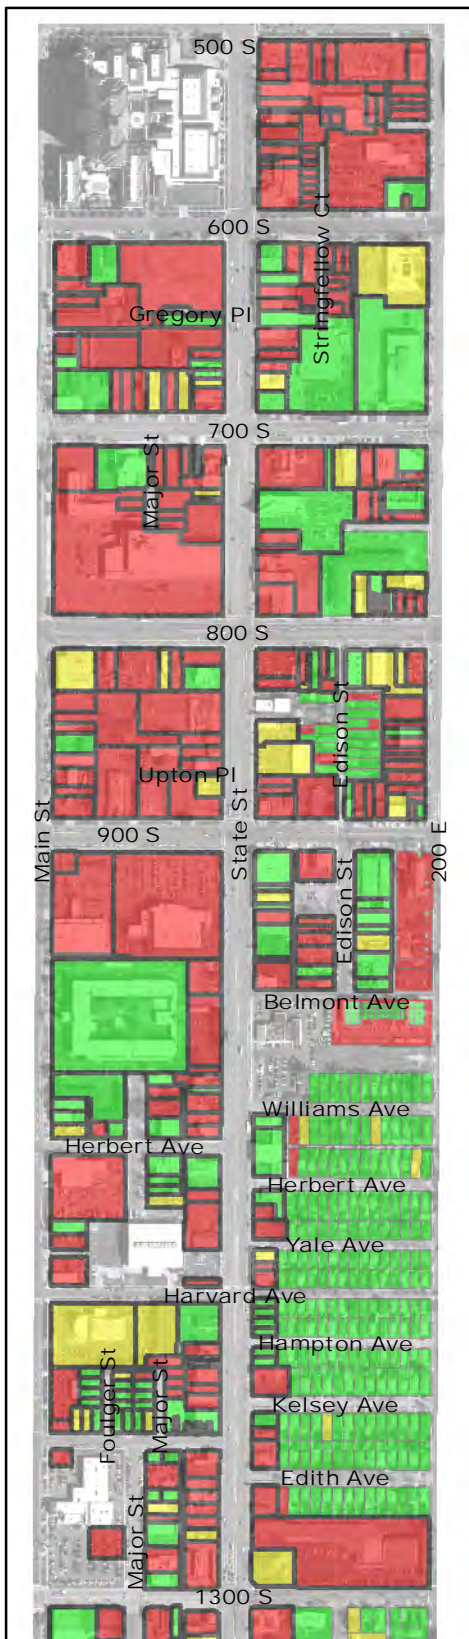 500 S
Stringfellow Ct
600 S
Gregory Pl
700 S
Major St
800 S
Edison St
Upton Pl
Main St
State St
900 S
200 E
Edison St
Belmont Ave
Williams Ave
Herbert Ave
Herbert Ave
Yale Ave
Harvard Ave
Hampton Ave
Foulger St
Major St
Kelsey Ave
Edith Ave
Major St
1300 S